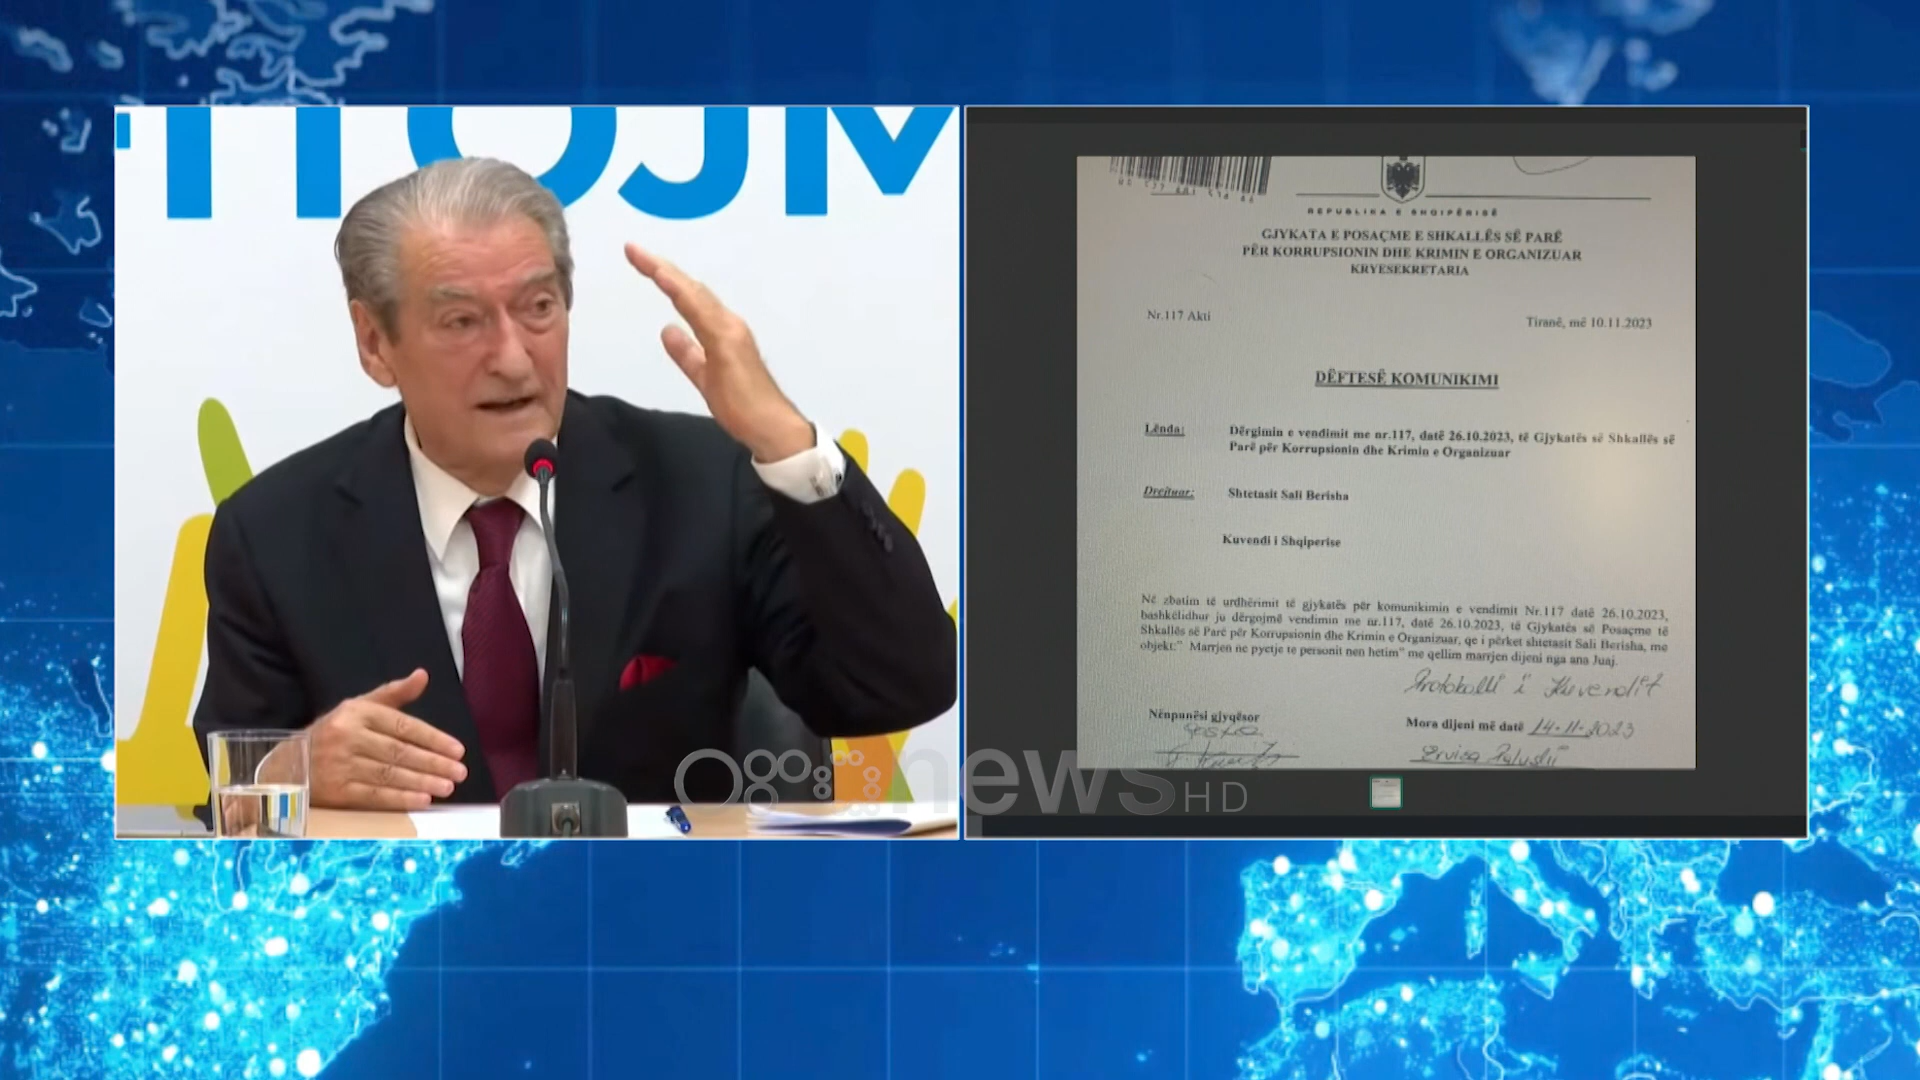 ITOJM
REPUBLIKA E SHQIPËRISË
GJYKATA E POSAÇME E SHKALLËS SË PARË
PËR KORRUPSIONIN DHE KRIMIN E ORGANIZUAR
KRYESEKRETARIA
Nr.117 Akti
Tiranë, më 10.11.2023
DËFTESË KOMUNIKIMI
Lënda: Dërgimin e vendimit me nr.117, datë 26.10.2023, të Gjykatës së Shkallës së
Parë për Korrupsionin dhe Krimin e Organizuar
Drejtuar: Shtetasit Sali Berisha
Kuvendi i Shqiperise
Në zbatim të urdhërimit të gjykatës për komunikimin e vendimit Nr.117 datë 26.10.2023,
bashkëlidhur ju dërgojmë vendimin me nr.117, datë 26.10.2023, të Gjykatës së Posaçme të
Shkallës së Parë për Korrupsionin dhe Krimin e Organizuar, qe i përket shtetasit Sali Berisha, me
objekt:" Marrjen ne pyetje te personit nen hetim" me qellim marrjen dijeni nga ana Juaj.
Protokolli i Kuvendit
Nënpunësi gjyqësor
Mora dijeni më datë 14-11-2023
news HD